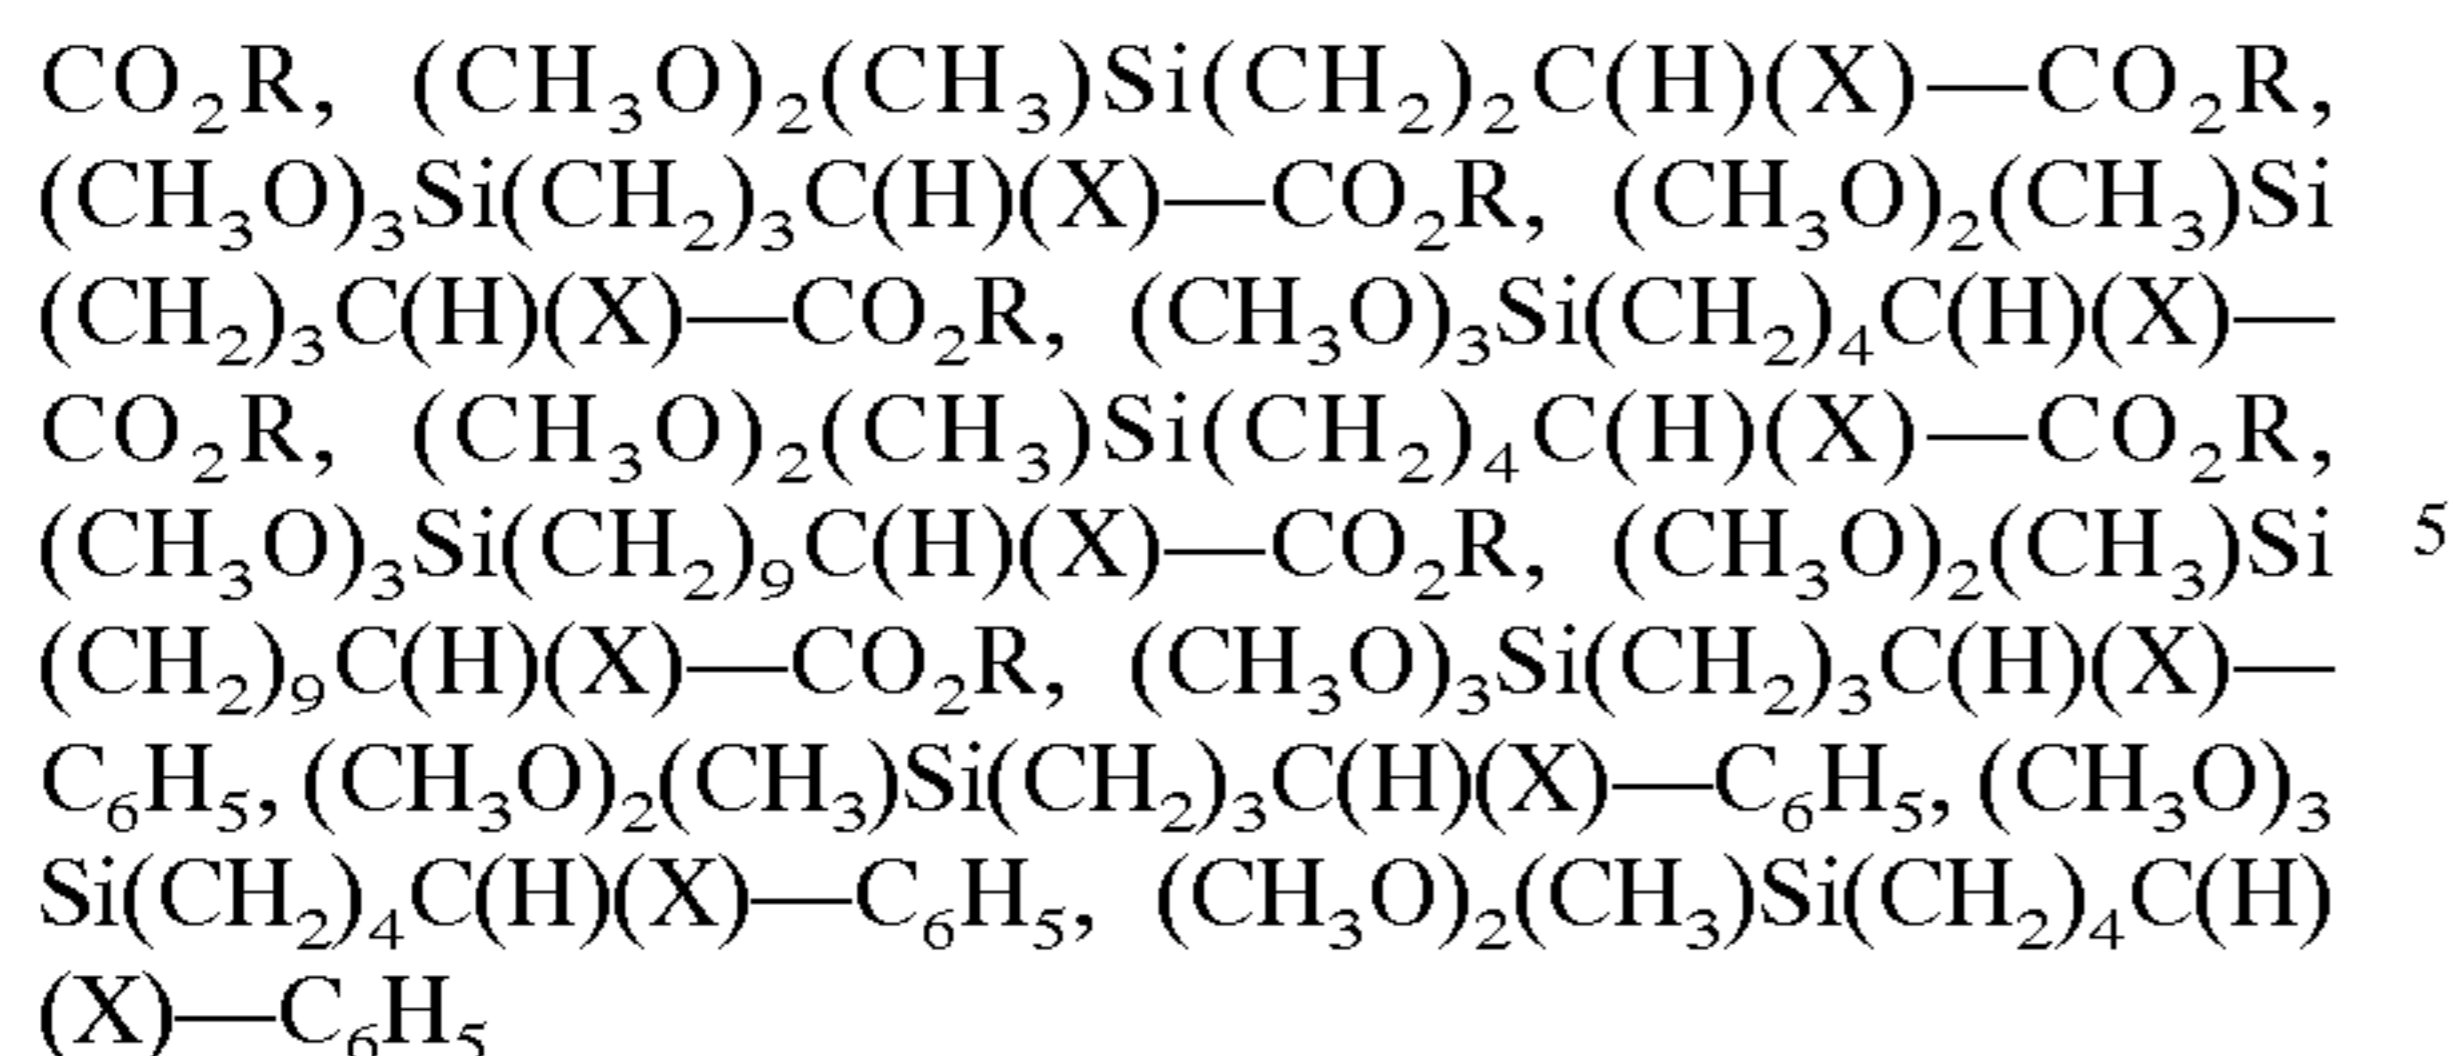 CO₂R, (CH₃O)₂(CH₃)Si(CH₂)₂C(H)(X)—CO₂R,
(CH₃O)₃Si(CH₂)₃C(H)(X)—CO₂R, (CH₃O)₂(CH₃)Si
(CH₂)₃C(H)(X)—CO₂R, (CH₃O)₃Si(CH₂)₄C(H)(X)—
CO₂R, (CH₃O)₂(CH₃)Si(CH₂)₄C(H)(X)—CO₂R,
(CH₃O)₃Si(CH₂)₉C(H)(X)—CO₂R, (CH₃O)₂(CH₃)Si 5
(CH₂)₉C(H)(X)—CO₂R, (CH₃O)₃Si(CH₂)₃C(H)(X)—
C₆H₅, (CH₃O)₂(CH₃)Si(CH₂)₃C(H)(X)—C₆H₅, (CH₃O)₃
Si(CH₂)₄C(H)(X)—C₆H₅, (CH₃O)₂(CH₃)Si(CH₂)₄C(H)
(X)—C₆H₅